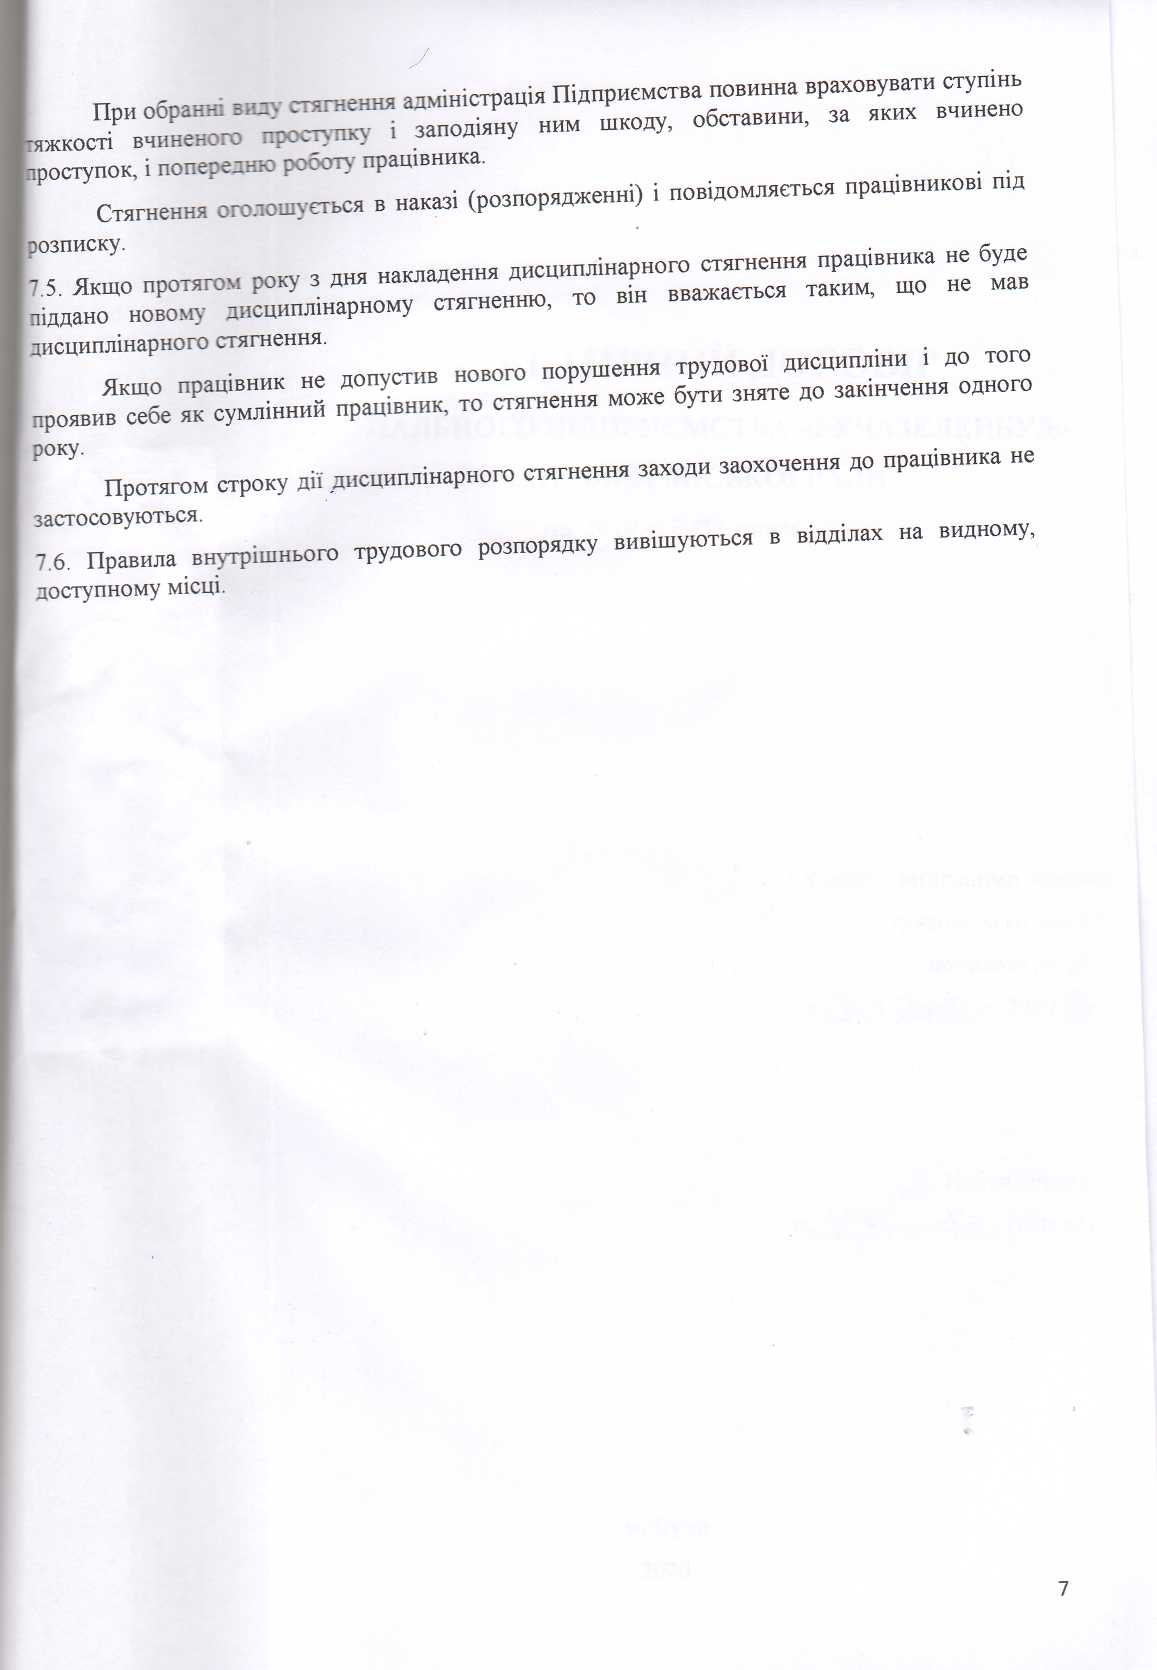 При обранні виду стягнення адміністрація Підприємства повинна враховувати ступінь
тяжкості вчиненого проступку і заподіяну ним шкоду, обставини, за яких вчинено
проступок, і попередню роботу працівника.
Стягнення оголошується в наказі (розпорядженні) і повідомляється працівникові під
розписку.
7.5. Якщо протягом року з дня накладення дисциплінарного стягнення працівника не буде
піддано новому дисциплінарному стягненню, то він вважається таким, що не мав
дисциплінарного стягнення.
Якщо працівник не допустив нового порушення трудової дисципліни і до того
проявив себе як сумлінний працівник, то стягнення може бути зняте до закінчення одного
року.
Протягом строку дії дисциплінарного стягнення заходи заохочення до працівника не
застосовуються.
7.6. Правила внутрішнього трудового розпорядку вивішуються в відділах на видному,
доступному місці.
7